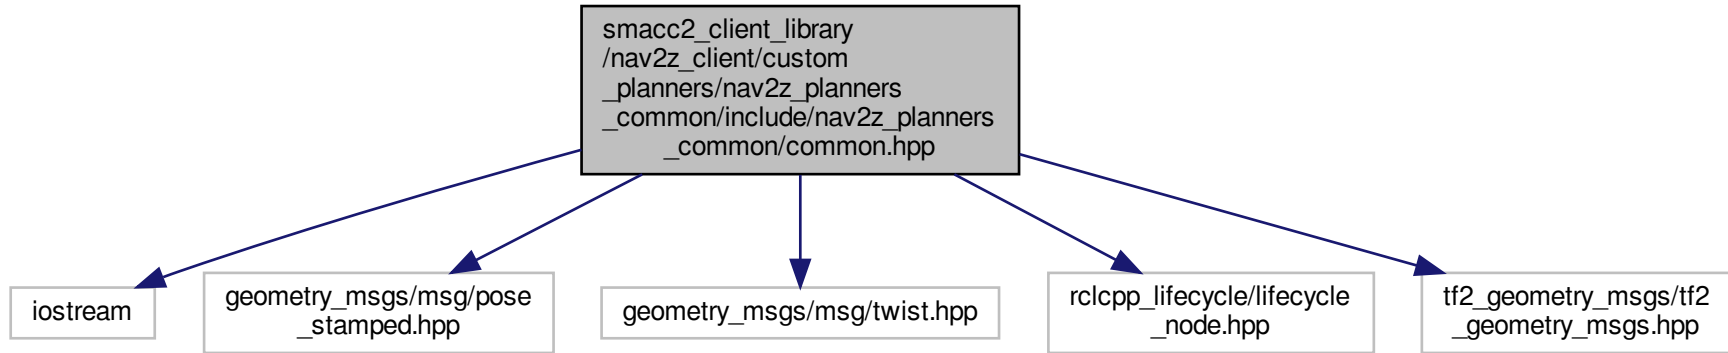 smacc2_client_library
/nav2z_client/custom
_planners/nav2z_planners
_common/include/nav2z_planners
_common/common.hpp
iostream
geometry_msgs/msg/pose
_stamped.hpp
geometry_msgs/msg/twist.hpp
rclcpp_lifecycle/lifecycle
_node.hpp
tf2_geometry_msgs/tf2
_geometry_msgs.hpp